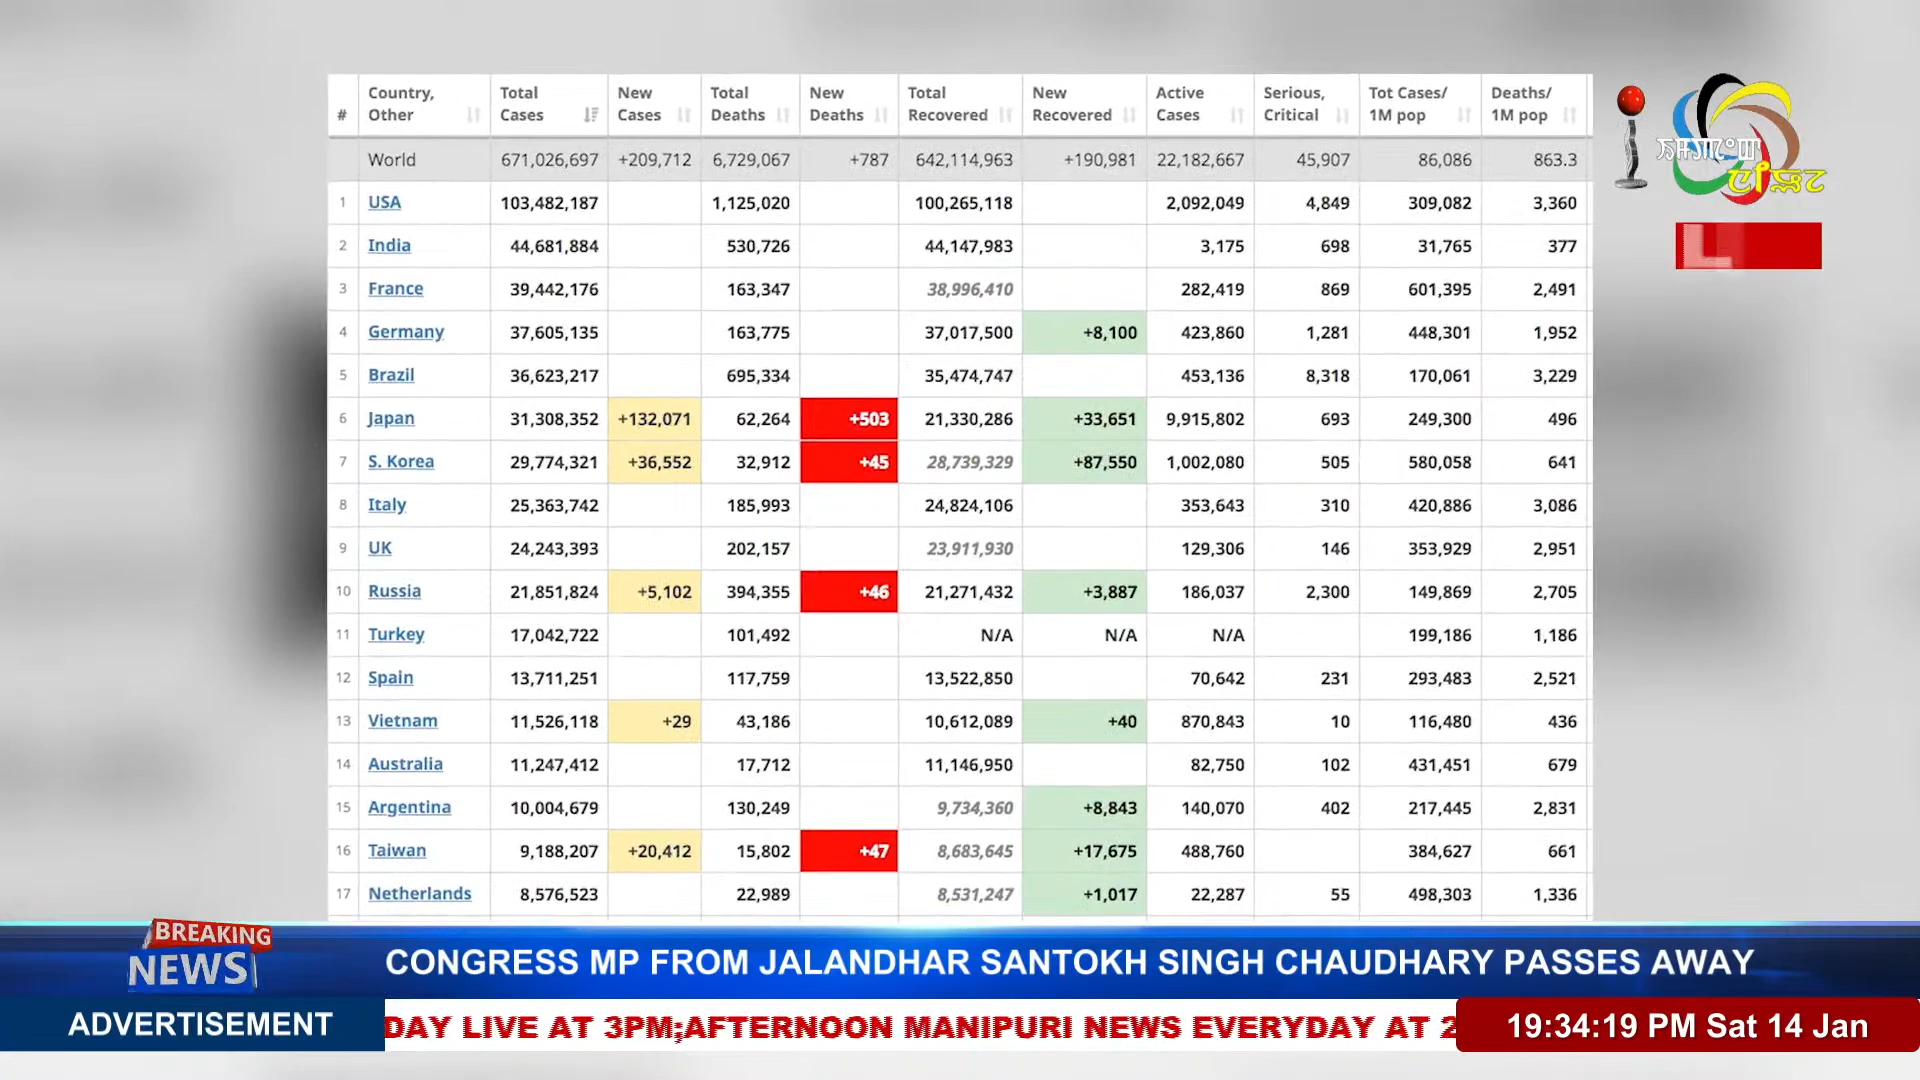 # Country, Other Total Cases New Cases Total Deaths New Deaths Total Recovered New Recovered Active Cases Serious, Critical Tot Cases/ 1M pop Deaths/ 1M pop
World 671,026,697 +209,712 6,729,067 +787 642,114,963 +190,981 22,182,667 45,907 86,086 863.3
1 USA 103,482,187 1,125,020 100,265,118 2,092,049 4,849 309,082 3,360
2 India 44,681,884 530,726 44,147,983 3,175 698 31,765 377
3 France 39,442,176 163,347 38,996,410 282,419 869 601,395 2,491
4 Germany 37,605,135 163,775 37,017,500 +8,100 423,860 1,281 448,301 1,952
5 Brazil 36,623,217 695,334 35,474,747 453,136 8,318 170,061 3,229
6 Japan 31,308,352 +132,071 62,264 +503 21,330,286 +33,651 9,915,802 693 249,300 496
7 S. Korea 29,774,321 +36,552 32,912 +45 28,739,329 +87,550 1,002,080 505 580,058 641
8 Italy 25,363,742 185,993 24,824,106 353,643 310 420,886 3,086
9 UK 24,243,393 202,157 23,911,930 129,306 146 353,929 2,951
10 Russia 21,851,824 +5,102 394,355 +46 21,271,432 +3,887 186,037 2,300 149,869 2,705
11 Turkey 17,042,722 101,492 N/A N/A N/A 199,186 1,186
12 Spain 13,711,251 117,759 13,522,850 70,642 231 293,483 2,521
13 Vietnam 11,526,118 +29 43,186 10,612,089 +40 870,843 10 116,480 436
14 Australia 11,247,412 17,712 11,146,950 82,750 102 431,451 679
15 Argentina 10,004,679 130,249 9,734,360 +8,843 140,070 402 217,445 2,831
16 Taiwan 9,188,207 +20,412 15,802 +47 8,683,645 +17,675 488,760 384,627 661
17 Netherlands 8,576,523 22,989 8,531,247 +1,017 22,287 55 498,303 1,336
BREAKING NEWS
CONGRESS MP FROM JALANDHAR SANTOKH SINGH CHAUDHARY PASSES AWAY
ADVERTISEMENT
DAY LIVE AT 3PM;AFTERNOON MANIPURI NEWS EVERYDAY AT 2
19:34:19 PM Sat 14 Jan